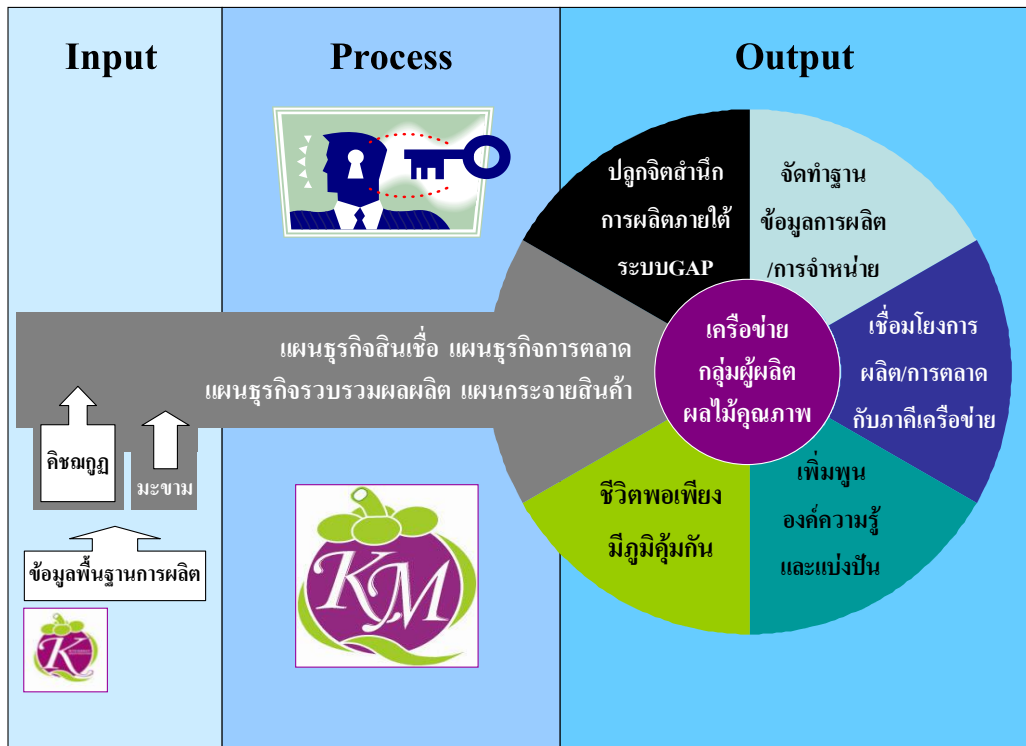 Input
Process
Output
ปลูกจิตสำนึก
การผลิตภายใต้
ระบบGAP
จัดทำฐาน
ข้อมูลการผลิต
/การจำหน่าย
เชื่อมโยงการ
ผลิต/การตลาด
กับภาคีเครือข่าย
เครือข่าย
กลุ่มผู้ผลิต
ผลไม้คุณภาพ
แผนธุรกิจสินเชื่อ แผนธุรกิจการตลาด
แผนธุรกิจรวบรวมผลผลิต แผนกระจายสินค้า
คิชฌกูฏ
มะขาม
ข้อมูลพื้นฐานการผลิต
ชีวิตพอเพียง
มีภูมิคุ้มกัน
เพิ่มพูน
องค์ความรู้
และแบ่งปัน
KM
K